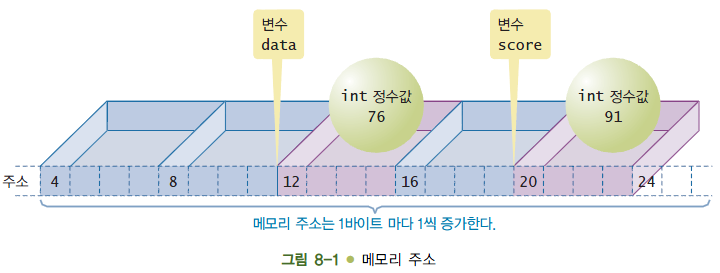 변수
data
변수
score
int 정수값
76
int 정수값
91
주소 4 8 12 16 20 24
메모리 주소는 1바이트 마다 1씩 증가한다.
그림 8-1 ● 메모리 주소